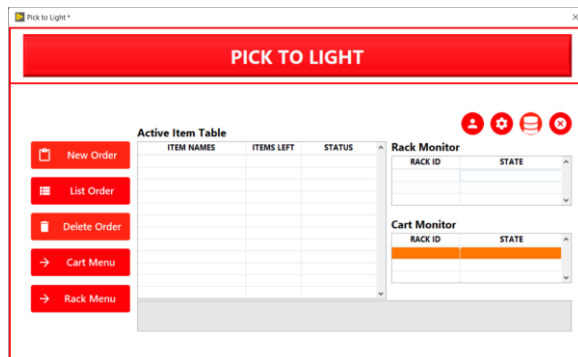 Pick to Light *
PICK TO LIGHT
New Order
List Order
Delete Order
Cart Menu
Rack Menu
Active Item Table
ITEM NAMES ITEMS LEFT STATUS
Rack Monitor
RACK ID STATE
Cart Monitor
RACK ID STATE